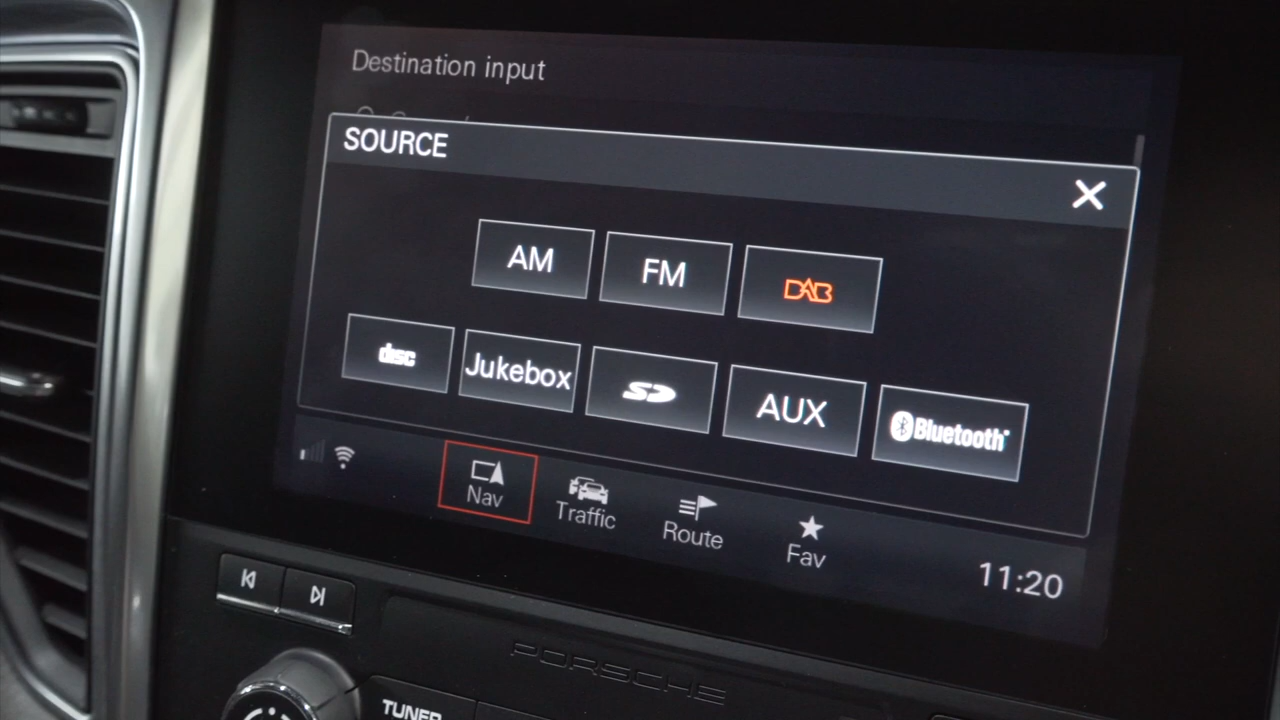 Destination input
SOURCE
AM FM DAB
disc Jukebox SD AUX Bluetooth
Nav Traffic Route Fav 11:20
PORSCHE
TUNER